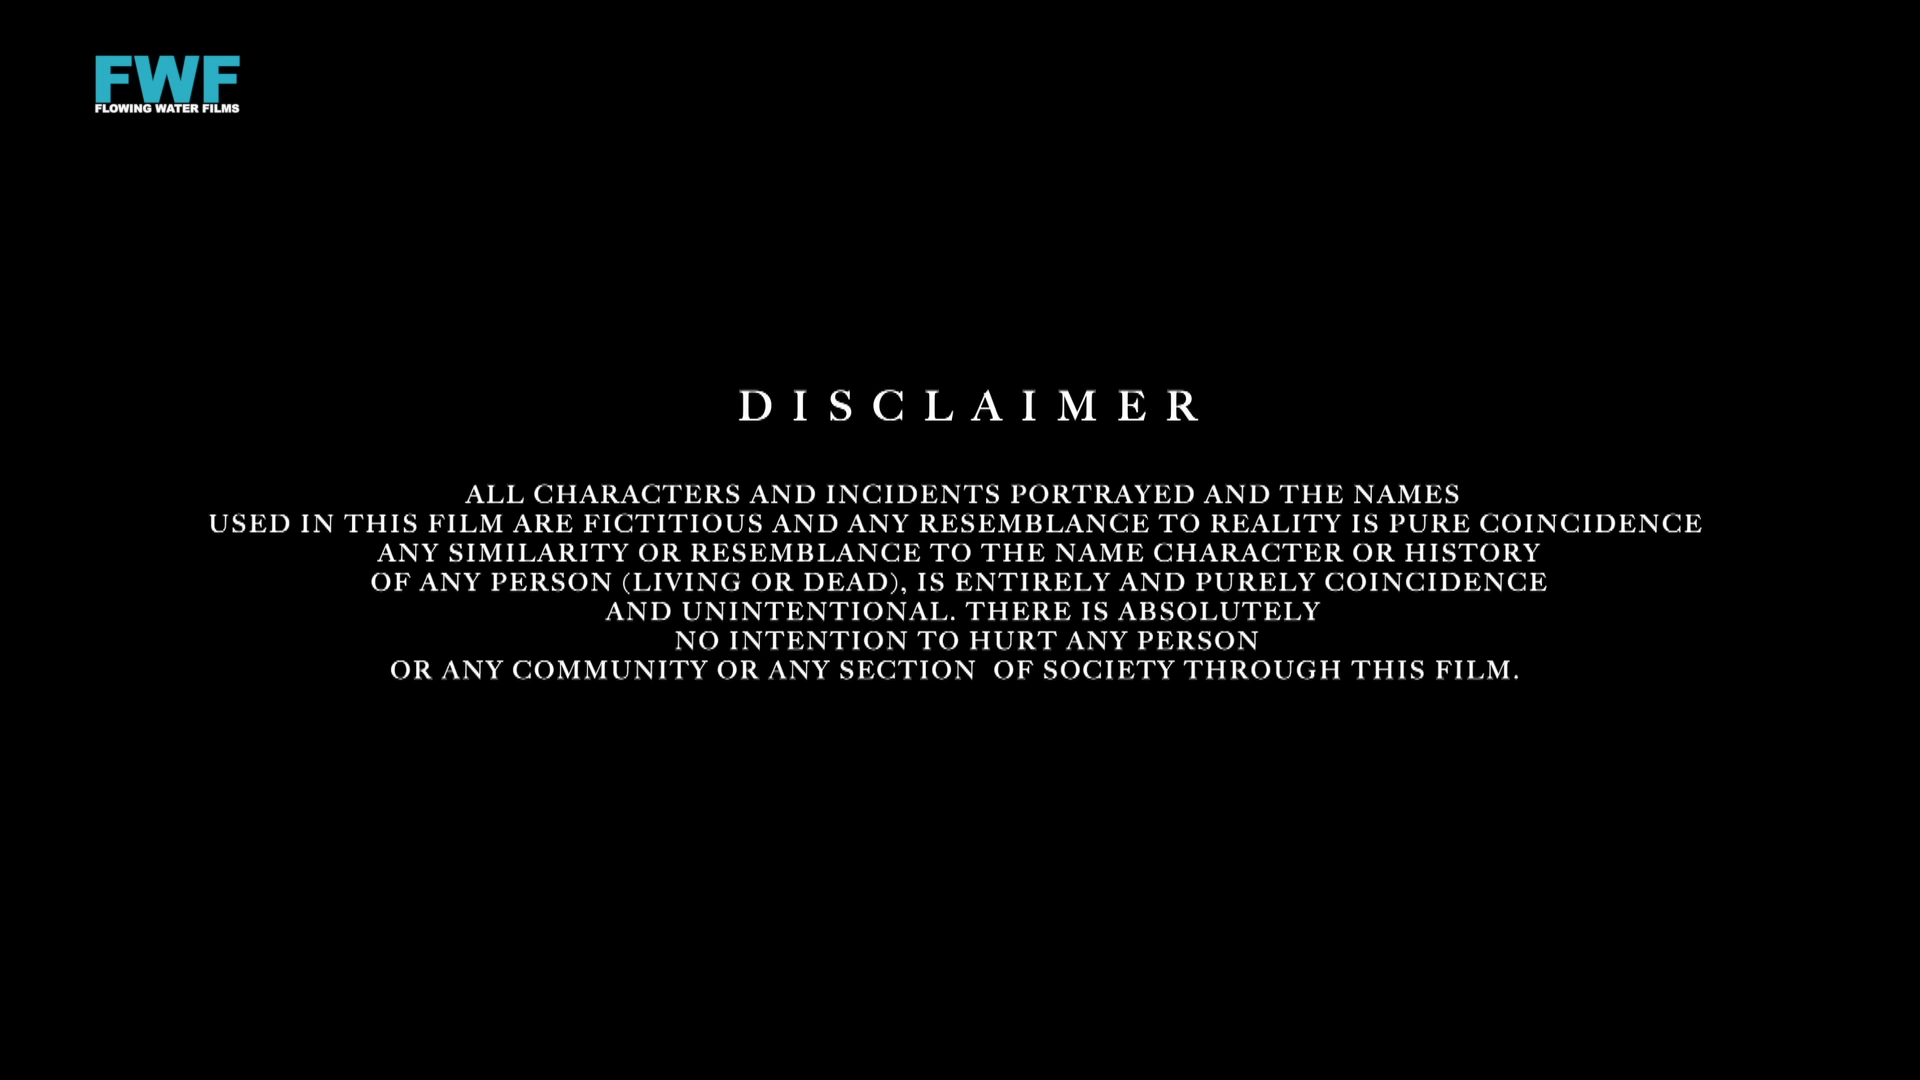 FWF
FLOWING WATER FILMS
DISCLAIMER
ALL CHARACTERS AND INCIDENTS PORTRAYED AND THE NAMES
USED IN THIS FILM ARE FICTITIOUS AND ANY RESEMBLANCE TO REALITY IS PURE COINCIDENCE
ANY SIMILARITY OR RESEMBLANCE TO THE NAME CHARACTER OR HISTORY
OF ANY PERSON (LIVING OR DEAD), IS ENTIRELY AND PURELY COINCIDENCE
AND UNINTENTIONAL. THERE IS ABSOLUTELY
NO INTENTION TO HURT ANY PERSON
OR ANY COMMUNITY OR ANY SECTION  OF SOCIETY THROUGH THIS FILM.